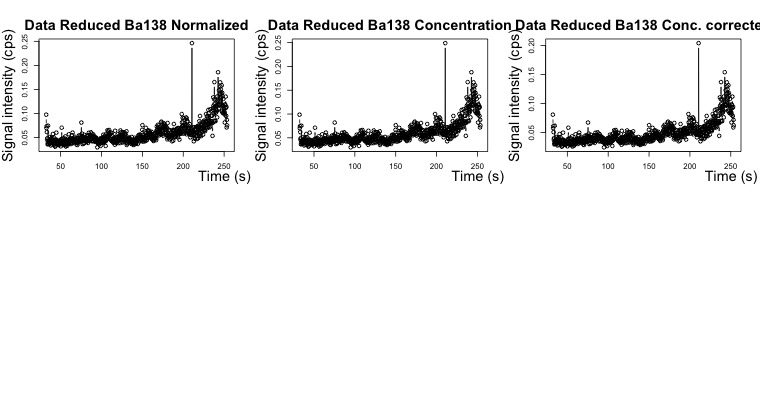 Data Reduced Ba138 Normalized
Signal intensity (cps)
0.05 0.10 0.15 0.20 0.25
50 100 150 200 250
Time (s)
Data Reduced Ba138 Concentration
Signal intensity (cps)
0.05 0.10 0.15 0.20 0.25
50 100 150 200 250
Time (s)
Data Reduced Ba138 Conc. correcte
Signal intensity (cps)
0.05 0.10 0.15 0.20
50 100 150 200 250
Time (s)